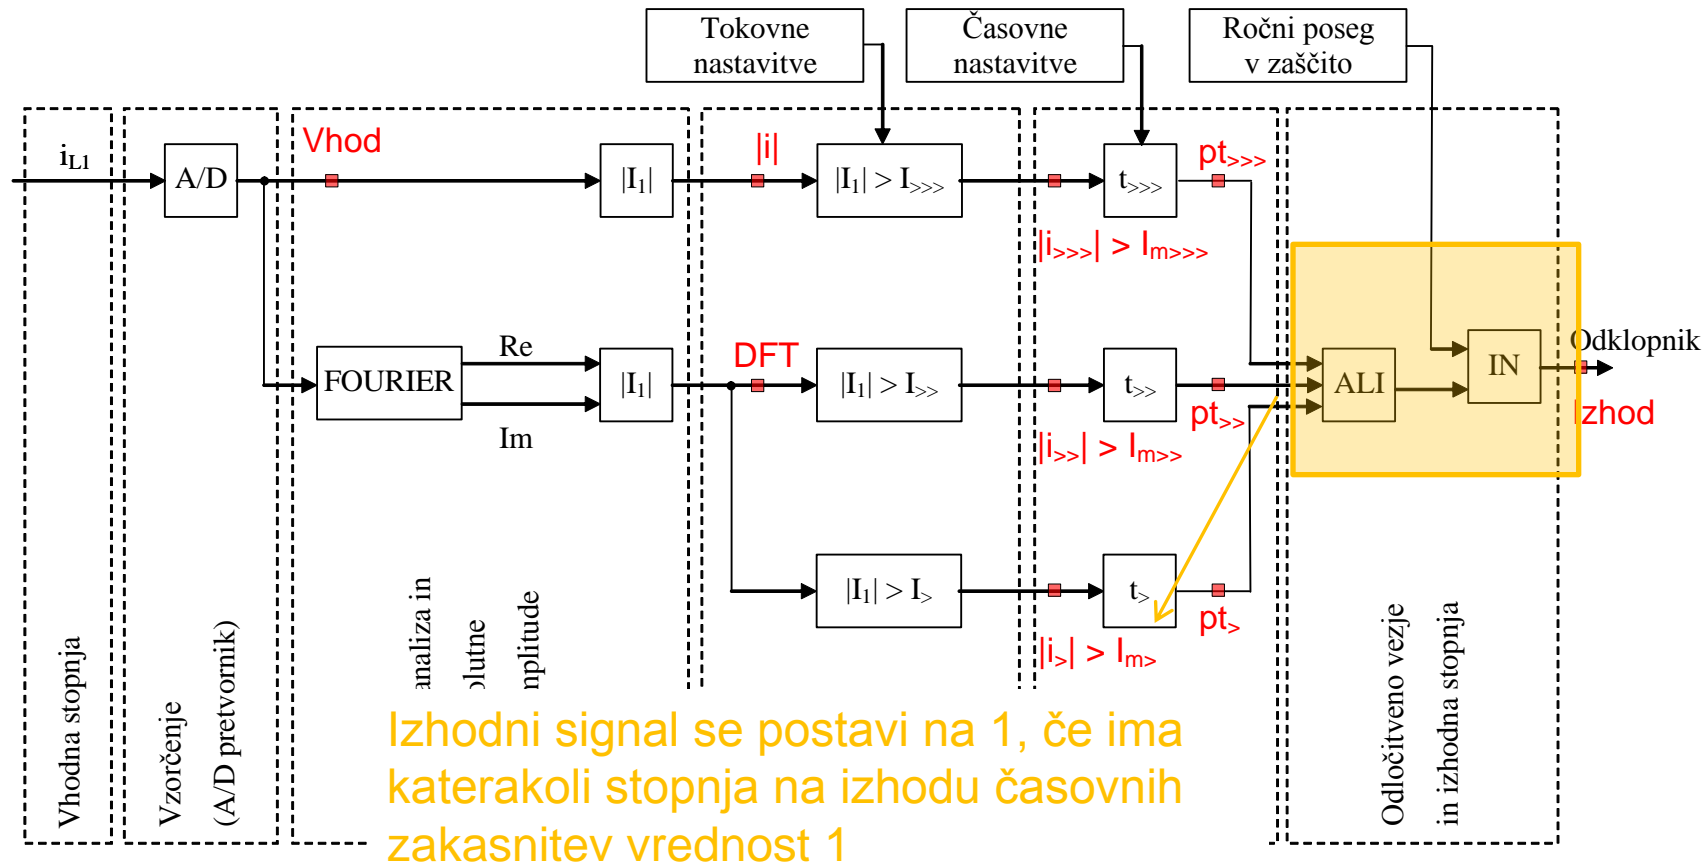 Tokovne
nastavitve
Časovne
nastavitve
Ročni poseg
v zaščito
iL1
A/D
Vhod
|I1|
|i|
|I1| > I>>>
t>>>
pt>>>
|i>>>| > Im>>>
FOURIER
Re
Im
|I1|
DFT
|I1| > I>>
t>>
pt>>
|i>>| > Im>>
ALI
IN
Odklopnik
Izhod
|I1| > I>
t>
pt>
|i>| > Im>
Vhodna stopnja
Vzorčenje
(A/D pretvornik)
Odločitveno vezje
in izhodna stopnja
Izhodni signal se postavi na 1, če ima
katerakoli stopnja na izhodu časovnih
zakasnitev vrednost 1